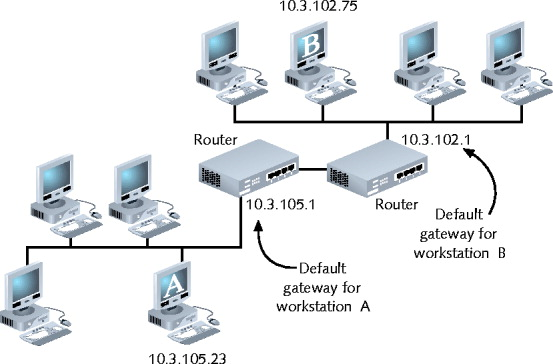 10.3.102.75
B
Router
10.3.102.1
10.3.105.1
Router
Default
gateway for
workstation B
Default
gateway for
workstation A
A
10.3.105.23